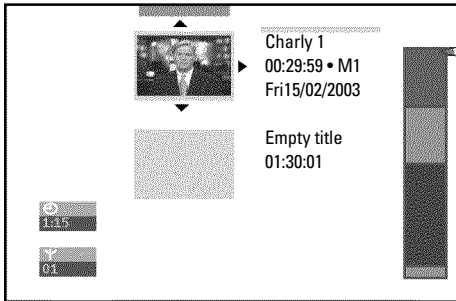 Charly 1
00:29:59 • M1
Fri15/02/2003
Empty title
01:30:01
1:15
01